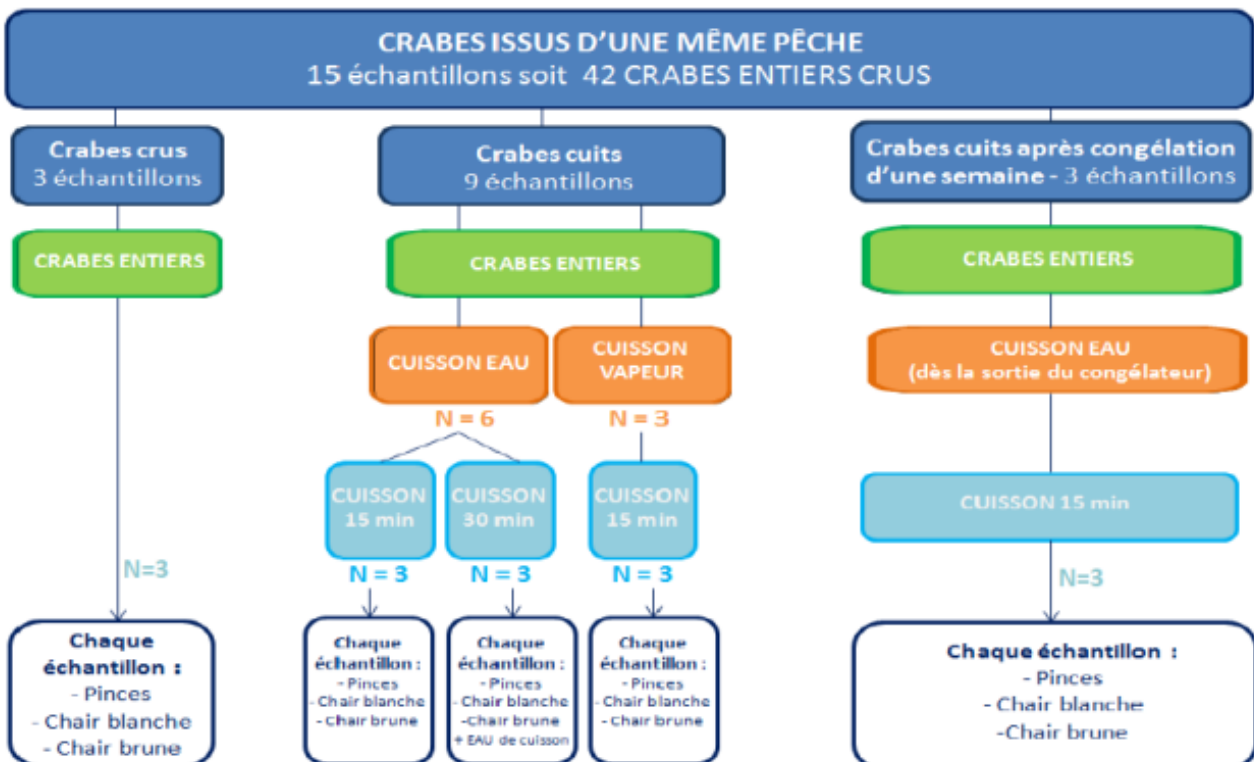 CRABES ISSUS D'UNE MÊME PÊCHE
15 échantillons soit 42 CRABES ENTIERS CRUS
Crabes crus
3 échantillons
Crabes cuits
9 échantillons
Crabes cuits après congélation
d'une semaine - 3 échantillons
CRABES ENTIERS
CRABES ENTIERS
CRABES ENTIERS
CUISSON EAU
CUISSON
VAPEUR
CUISSON EAU
(dès la sortie du congélateur)
N = 6
N = 3
CUISSON
15 min
CUISSON
30 min
CUISSON
15 min
CUISSON 15 min
N=3
N = 3
N = 3
N = 3
N=3
Chaque
échantillon :
- Pinces
- Chair blanche
- Chair brune
Chaque
échantillon :
- Pinces
- Chair blanche
- Chair brune
Chaque
échantillon :
- Pinces
- Chair blanche
-Chair brune
+ EAU de cuisson
Chaque
échantillon :
- Pinces
- Chair blanche
- Chair brune
Chaque échantillon :
- Pinces
- Chair blanche
-Chair brune